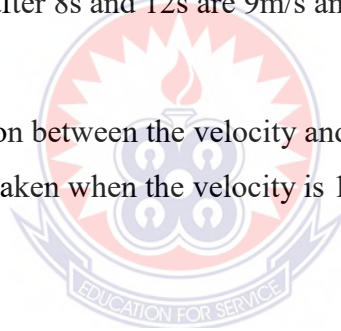 after 8s and 12s are 9m/s an
on between the velocity and
aken when the velocity is 1
EDUCATION FOR SERVICE